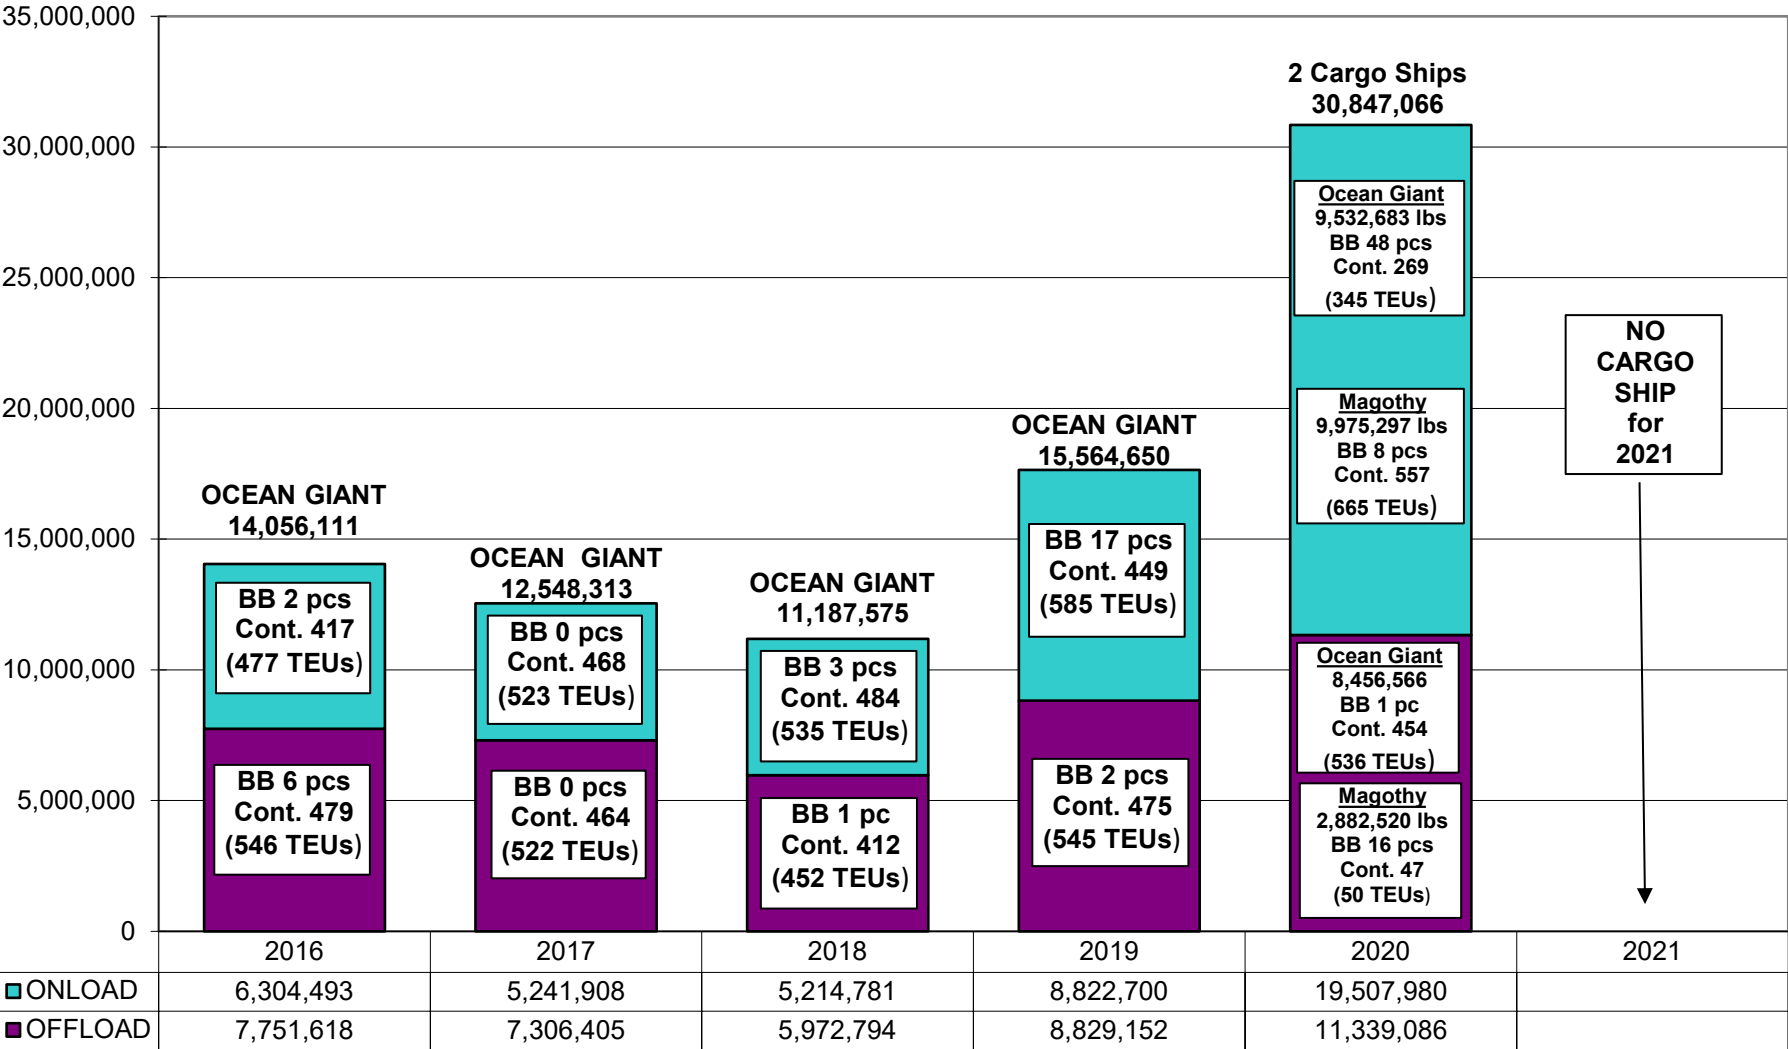 35,000,000
30,000,000
25,000,000
20,000,000
15,000,000
10,000,000
5,000,000
0
OCEAN GIANT
14,056,111
BB 2 pcs
Cont. 417
(477 TEUs)
BB 6 pcs
Cont. 479
(546 TEUs)
OCEAN GIANT
12,548,313
BB 0 pcs
Cont. 468
(523 TEUs)
BB 0 pcs
Cont. 464
(522 TEUs)
OCEAN GIANT
11,187,575
BB 3 pcs
Cont. 484
(535 TEUs)
BB 1 pc
Cont. 412
(452 TEUs)
OCEAN GIANT
15,564,650
BB 17 pcs
Cont. 449
(585 TEUs)
BB 2 pcs
Cont. 475
(545 TEUs)
2 Cargo Ships
30,847,066
Ocean Giant
9,532,683 lbs
BB 48 pcs
Cont. 269
(345 TEUs)
Magothy
9,975,297 lbs
BB 8 pcs
Cont. 557
(665 TEUs)
Ocean Giant
8,456,566
BB 1 pc
Cont. 454
(536 TEUs)
Magothy
2,882,520 lbs
BB 16 pcs
Cont. 47
(50 TEUs)
NO
CARGO
SHIP
for
2021
2016 2017 2018 2019 2020 2021
ONLOAD 6,304,493 5,241,908 5,214,781 8,822,700 19,507,980
OFFLOAD 7,751,618 7,306,405 5,972,794 8,829,152 11,339,086